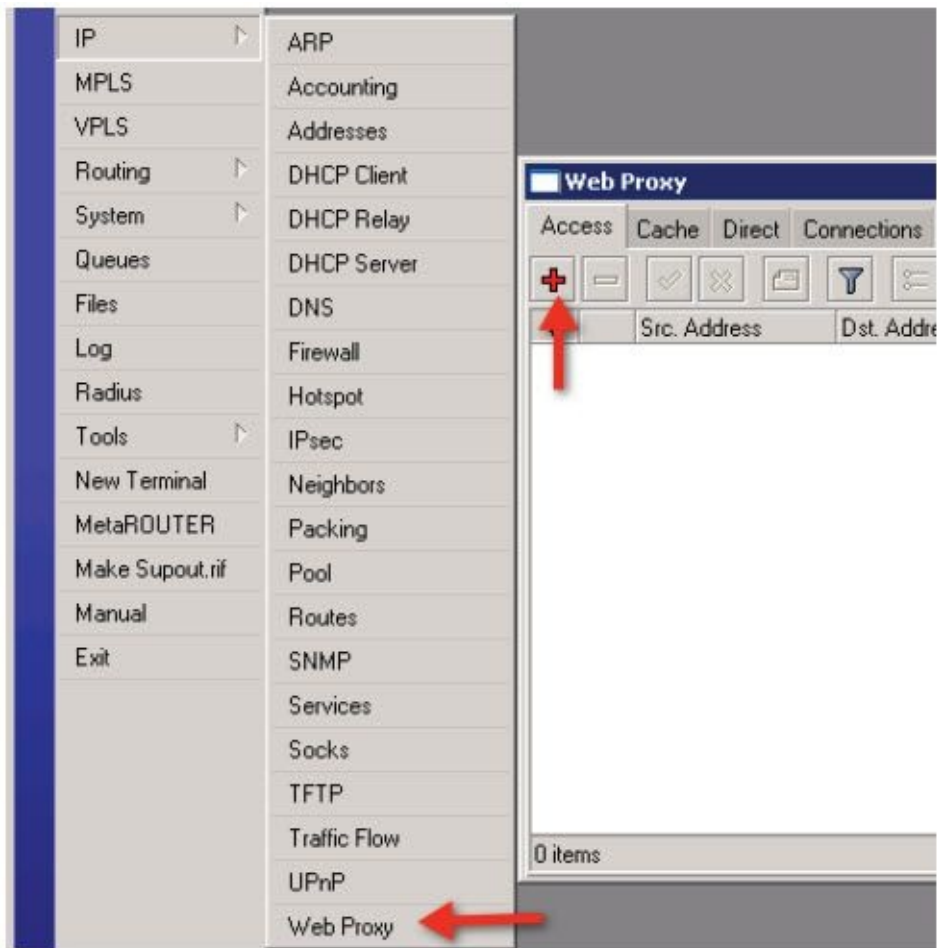 IP
MPLS
VPLS
Routing
System
Queues
Files
Log
Radius
Tools
New Terminal
MetaROUTER
Make Supout.rif
Manual
Exit
ARP
Accounting
Addresses
DHCP Client
DHCP Relay
DHCP Server
DNS
Firewall
Hotspot
IPsec
Neighbors
Packing
Pool
Routes
SNMP
Services
Socks
TFTP
Traffic Flow
UPnP
Web Proxy
Web Proxy
Access Cache Direct Connections
Src. Address Dst. Addre
0 items